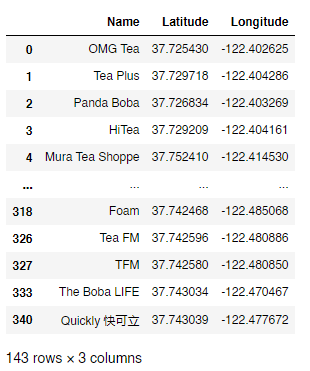 Name Latitude Longitude
0 OMG Tea 37.725430 -122.402625
1 Tea Plus 37.729718 -122.404286
2 Panda Boba 37.726834 -122.403269
3 HiTea 37.729209 -122.404161
4 Mura Tea Shoppe 37.752410 -122.414530
... ... ... ...
318 Foam 37.742468 -122.485068
326 Tea FM 37.742596 -122.480886
327 TFM 37.742580 -122.480850
333 The Boba LIFE 37.743034 -122.470467
340 Quickly 快可立 37.743039 -122.477672
143 rows × 3 columns